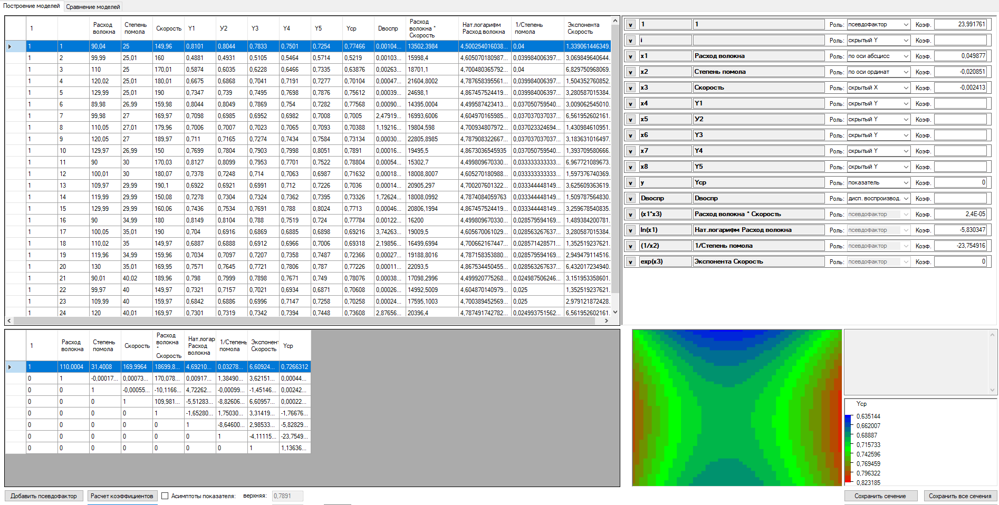 Построение моделей Сравнение моделей
1 Расход волокна Степень помола Скорость Y1 У2 Y3 Y4 Y5 Yср Dвоспр Расход волокна * Скорость Нат.логарифм Расход волокна 1/Степень помола Экспонента Скорость
1 1 90,04 25 149,96 0,8101 0,8044 0,7833 0,7501 0,7254 0,77466 0,00104... 13502,3984 4,500254016038... 0,04 1,339061446349.
1 2 99,99 25,01 160 0,4881 0,4931 0,5105 0,5464 0,5714 0,5219 0,00103... 15998,4 4,605070180987... 0,039984006397... 3,069849640644.
1 3 110 25 170,01 0,5874 0,6035 0,6228 0,6466 0,7335 0,63876 0,00263... 18701,1 4,700480365792... 0,04 6,829750968069.
1 4 120,02 25,01 180,01 0,6675 0,6868 0,7041 0,7191 0,7277 0,70104 0,00047... 21604,8002 4,787658395561... 0,039984006397... 1,504352760852.
1 5 129,99 25,01 190 0,7347 0,739 0,7495 0,7698 0,7876 0,75612 0,00039... 24698,1 4,867457524419... 0,039984006397... 3,280587015384.
1 6 89,98 26,99 159,98 0,8044 0,8049 0,7869 0,754 0,7282 0,77568 0,00090... 14395,0004 4,499587423413... 0,037050759540... 3,009062545010.
1 7 99,98 27 169,97 0,7098 0,6985 0,6952 0,6982 0,7008 0,7005 2,47919... 16993,6006 4,604970165985... 0,037037037037... 6,561952602161.
1 8 110,05 27,01 179,96 0,7006 0,7007 0,7023 0,7065 0,7093 0,70388 1,19216... 19804,598 4,700934807972... 0,037023324694... 1,430984610951.
1 9 120,05 27 189,97 0,711 0,7165 0,7274 0,7434 0,7584 0,73134 0,00030... 22805,8985 4,787908322667... 0,037037037037... 3,183631016497.
1 10 129,97 26,99 150 0,7699 0,7804 0,7903 0,7998 0,8051 0,7891 0,00016... 19495,5 4,8673036545935 0,037050759540... 1,393709580666.
1 11 90 30 170,03 0,8127 0,8099 0,7953 0,7701 0,7522 0,78804 0,00054... 15302,7 4,499809670330... 0,033333333333... 6,967721089673.
1 12 100,01 30 180,07 0,7378 0,7248 0,714 0,7063 0,6987 0,71632 0,00018... 18008,8007 4,605270180988... 0,033333333333... 1,597376740369.
1 13 109,97 29,99 190,1 0,6922 0,6921 0,6991 0,712 0,7226 0,7036 0,00014... 20905,297 4,700207601322... 0,033344448149... 3,625609363619.
1 14 119,99 29,99 150,08 0,7278 0,7304 0,7324 0,7362 0,7395 0,73326 1,72624... 18008,0992 4,7874084059763 0,033344448149... 1,509787564830.
1 15 129,99 29,99 160,06 0,7436 0,7534 0,7691 0,788 0,8024 0,7713 0,00046... 20806,1994 4,867457524419... 0,033344448149... 3,259678540835.
1 16 90 34,99 180 0,8149 0,8104 0,788 0,7519 0,724 0,77784 0,00122... 16200 4,499809670330... 0,028579594169... 1,489384200781.
1 17 100,05 35,01 190 0,704 0,6916 0,6869 0,6885 0,6898 0,69216 3,74263... 19009,5 4,605670061029... 0,028563267637... 3,280587015384.
1 18 110,02 35 149,97 0,6887 0,6888 0,6912 0,6966 0,7006 0,69318 2,19856... 16499,6994 4,700662167447... 0,028571428571... 1,352519237621.
1 19 119,96 34,99 159,96 0,7034 0,7097 0,7207 0,7358 0,7487 0,72366 0,00027... 19188,8016 4,787158353880... 0,028579594169... 2,949479114516.
1 20 130 35,01 169,95 0,7571 0,7645 0,7721 0,7806 0,787 0,77226 0,00011... 22093,5 4,867534450455... 0,028563267637... 6,432017234940.
1 21 90,01 40,02 189,96 0,798 0,7999 0,7898 0,7671 0,749 0,78076 0,00038... 17098,2996 4,499920775268... 0,024987506246... 3,151953358601.
1 22 99,97 40 149,97 0,7321 0,7157 0,7021 0,6934 0,6871 0,70608 0,00026... 14992,5009 4,604870140979... 0,025 1,352519237621.
1 23 109,99 40 159,97 0,6842 0,6886 0,6996 0,7147 0,7258 0,70258 0,00024... 17595,1003 4,700389452569... 0,025 2,979121872428.
1 24 120 40,01 169,97 0,7301 0,7319 0,7342 0,7394 0,7448 0,73608 2,87656... 20396,4 4,787491742782... 0,024993751562... 6,561952602161.
v 1 1 Роль: псевдофактор Коэф. 23,991761
v i Роль: скрытый Y Коэф.
v x1 Расход волокна Роль: по оси абсцисс Коэф. 0,049877
v x2 Степень помола Роль: по оси ординат Коэф. -0,020851
v x3 Скорость Роль: скрытый X Коэф. -0,002413
v x4 Y1 Роль: скрытый Y Коэф.
v x5 У2 Роль: скрытый Y Коэф.
v x6 Y3 Роль: скрытый Y Коэф.
v x7 Y4 Роль: скрытый Y Коэф.
v x8 Y5 Роль: скрытый Y Коэф.
v y Yср Роль: показатель Коэф. 0
v Dвоспр Dвоспр Роль: дисп. воспроизвод. Коэф.
v (x1*x3) Расход волокна * Скорость Роль: псевдофактор Коэф. 2,4E-05
v ln(x1) Нат.логарифм Расход волокна Роль: псевдофактор Коэф. -5,830347
v (1/x2) 1/Степень помола Роль: псевдофактор Коэф. -23,754916
v exp(x3) Экспонента Скорость Роль: псевдофактор Коэф. 0
1 Расход волокна Степень помола Скорость Расход волокна * Скорость Нат.логар Расход волокна 1/Степень помола Экспонент Скорость Yср
1 110,0004 31,4008 169,9964 18699,8... 4,69210... 0,03278... 6,60924... 0,7266312
0 1 -0,00017... 0,00073... 170,078... 0,00917... 1,38490... 3,62151... 0,00044...
0 0 1 -0,00055... -10,1166... 4,72262... -0,00099... -1,45146... 0,00242...
0 0 0 1 109,981... -5,51283... -8,82606... 6,60957... 0,00022...
0 0 0 0 1 -1,65280... 1,75030... 3,31419... -1,76676...
0 0 0 0 0 1 -8,64600... 2,98533... -5,82829...
0 0 0 0 0 0 1 -4,11115... -23,7549...
0 0 0 0 0 0 0 1 1,13636...
Yср
0,635144
0,662007
0,68887
0,715733
0,742596
0,769459
0,796322
0,823185
Добавить псевдофактор Расчет коэффициентов Асимптоты показателя: верхняя: 0,7891 Сохранить сечение Сохранить все сечения